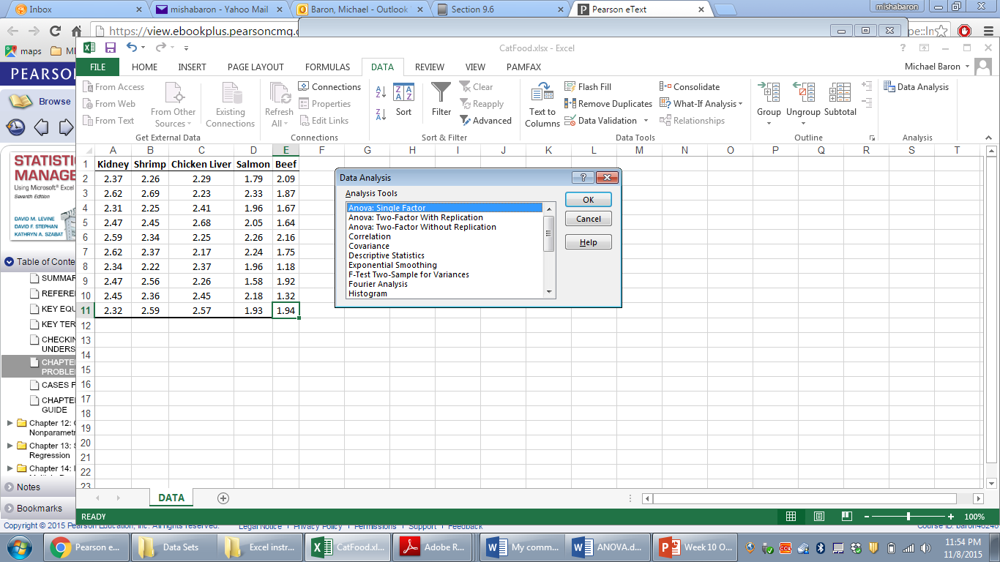 Inbox
mishabaron - Yahoo Mail
Baron, Michael - Outlook
Section 9.6
Pearson eText
mishabaron
https://view.ebookplus.pearsoncmg.c
pe::In
maps
CatFood.xlsx - Excel
FILE HOME INSERT PAGE LAYOUT FORMULAS DATA REVIEW VIEW PAMFAX
Michael Baron
PEARSO
Browse
From Access
From Web
From Text
From Other
Sources
Existing
Connections
Get External Data
Refresh
All
Connections
Properties
Edit Links
Connections
Sort
Filter
Clear
Reapply
Advanced
Sort & Filter
Text to
Columns
Flash Fill
Remove Duplicates
Data Validation
Consolidate
What-If Analysis
Relationships
Data Tools
Group
Ungroup
Subtotal
Outline
Data Analysis
Analysis
A B C D E F G H I J K L M N O P Q R S T
1 Kidney Shrimp Chicken Liver Salmon Beef
2 2.37 2.26 2.29 1.79 2.09
3 2.62 2.69 2.23 2.33 1.87
4 2.31 2.25 2.41 1.96 1.67
5 2.47 2.45 2.68 2.05 1.64
6 2.59 2.34 2.25 2.26 2.16
7 2.62 2.37 2.17 2.24 1.75
8 2.34 2.22 2.37 1.96 1.18
9 2.47 2.56 2.26 1.58 1.92
10 2.45 2.36 2.45 2.18 1.32
11 2.32 2.59 2.57 1.93 1.94
12
13
14
15
16
17
18
19
20
21
22
23
Data Analysis
Analysis Tools
Anova: Single Factor
Anova: Two-Factor With Replication
Anova: Two-Factor Without Replication
Correlation
Covariance
Descriptive Statistics
Exponential Smoothing
F-Test Two-Sample for Variances
Fourier Analysis
Histogram
OK
Cancel
Help
STATISTI
MANAGE
Using Microsoft® Excel
Seventh Edition
DAVID M. LEVINE
DAVID F. STEPHAN
KATHRYN A. SZABAT
Table of Conte
SUMMAR
REFERE
KEY EQU
KEY TER
CHECKIN
UNDERS
CHAPTE
PROBLE
CASES F
CHAPTE
GUIDE
Chapter 12: C
Nonparametr
Chapter 13: S
Regression
Chapter 14:
Notes
Bookmarks
DATA
READY
100%
Copyright © 2015 Pearson Education, Inc. All rights reserved.
Legal Notice | Privacy Policy | Permissions | Support | Feedback
Pearson e...
Data Sets
Excel instr...
CatFood.xl...
Adobe R...
My comm...
ANOVA.d...
Week 10 O...
11:54 PM
11/8/2015